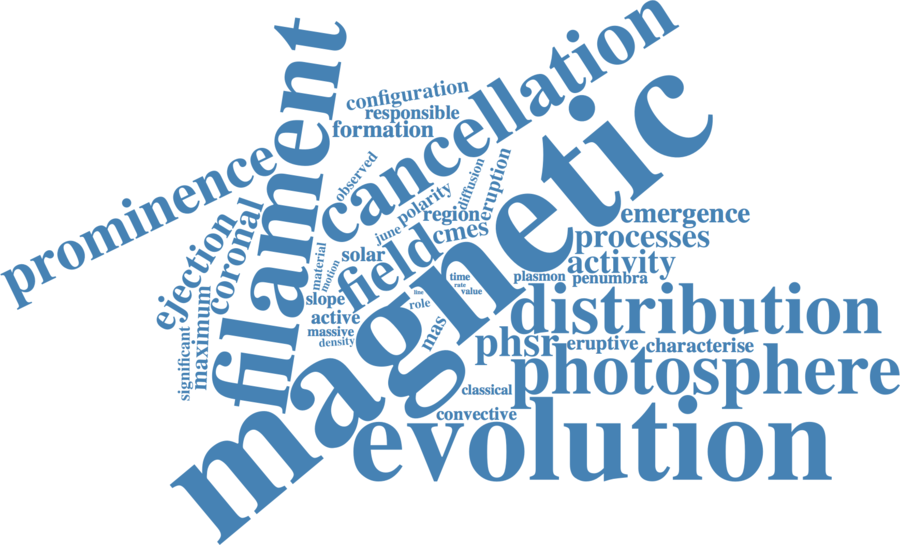 filament
cancellation
configuration
responsible
formation
prominence
magnetic
observed
diffusion
eruption
polarity
region
cmes
june
emergence
processes
activity
ejection
coronal
solar
field
material
motion
time
rate
value
plasmon
penumbra
slope
line
role
distribution
active
massive
density
mas
maximum
significant
phsr
eruptive
characterise
photosphere
classical
convective
evolution